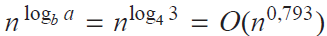 n^{log_b a} = n^{log_4 3} = O(n^{0,793})